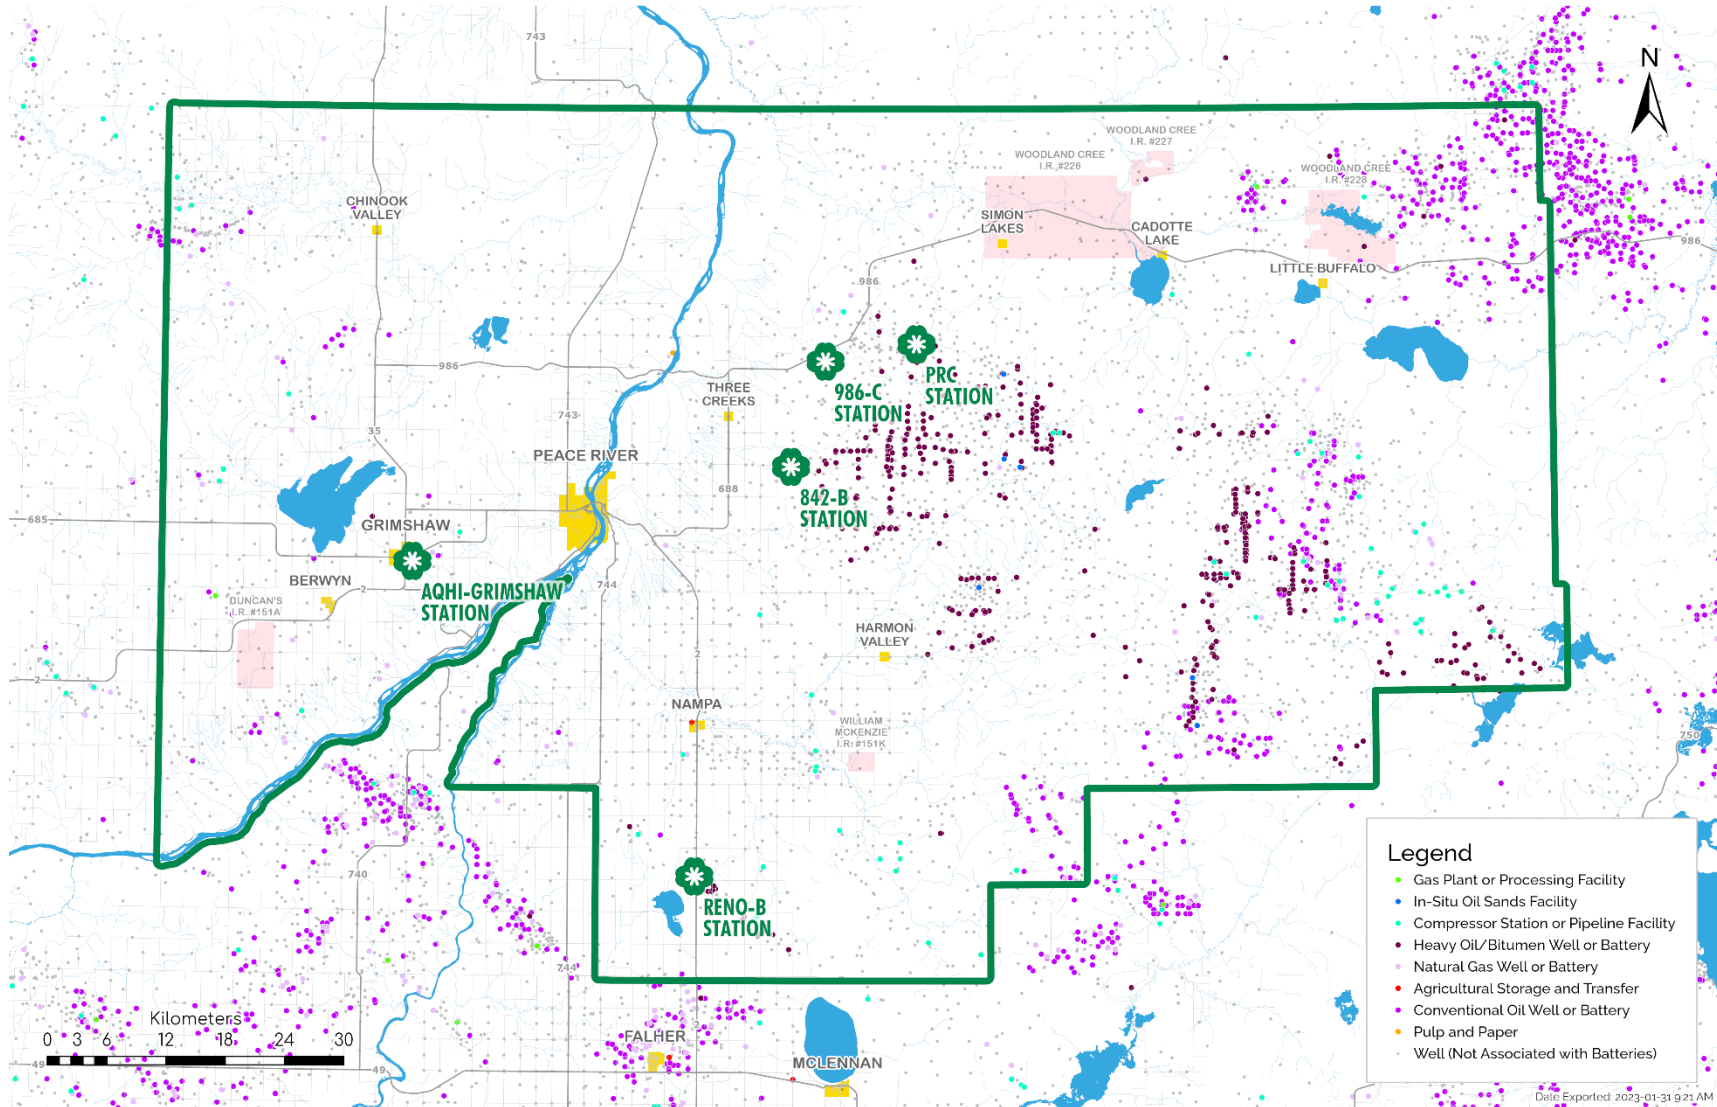 743
N
WOODLAND CREE
I.R. #227
WOODLAND CREE
I.R. #226
WOODLAND CREE
I.R. #228
CHINOOK
VALLEY
SIMON
LAKES
CADOTTE
LAKE
986
LITTLE BUFFALO
986
986
THREE
CREEKS
986-C
STATION
PRC
STATION
743
35
PEACE RIVER
688
842-B
STATION
685
GRIMSHAW
BERWYN
2
AQHI-GRIMSHAW
STATION
744
DUNCAN'S
I.R. #151A
HARMON
VALLEY
2
2
NAMPA
WILLIAM
MCKENZIE
I.R. #151K
750
740
RENO-B
STATION
744
Legend
Gas Plant or Processing Facility
In-Situ Oil Sands Facility
Compressor Station or Pipeline Facility
Heavy Oil/Bitumen Well or Battery
Natural Gas Well or Battery
Agricultural Storage and Transfer
Conventional Oil Well or Battery
Pulp and Paper
Well (Not Associated with Batteries)
Kilometers
0 3 6 12 18 24 30
2
FALHER
MCLENNAN
49
49
Date Exported: 2023-01-31 9:21 AM